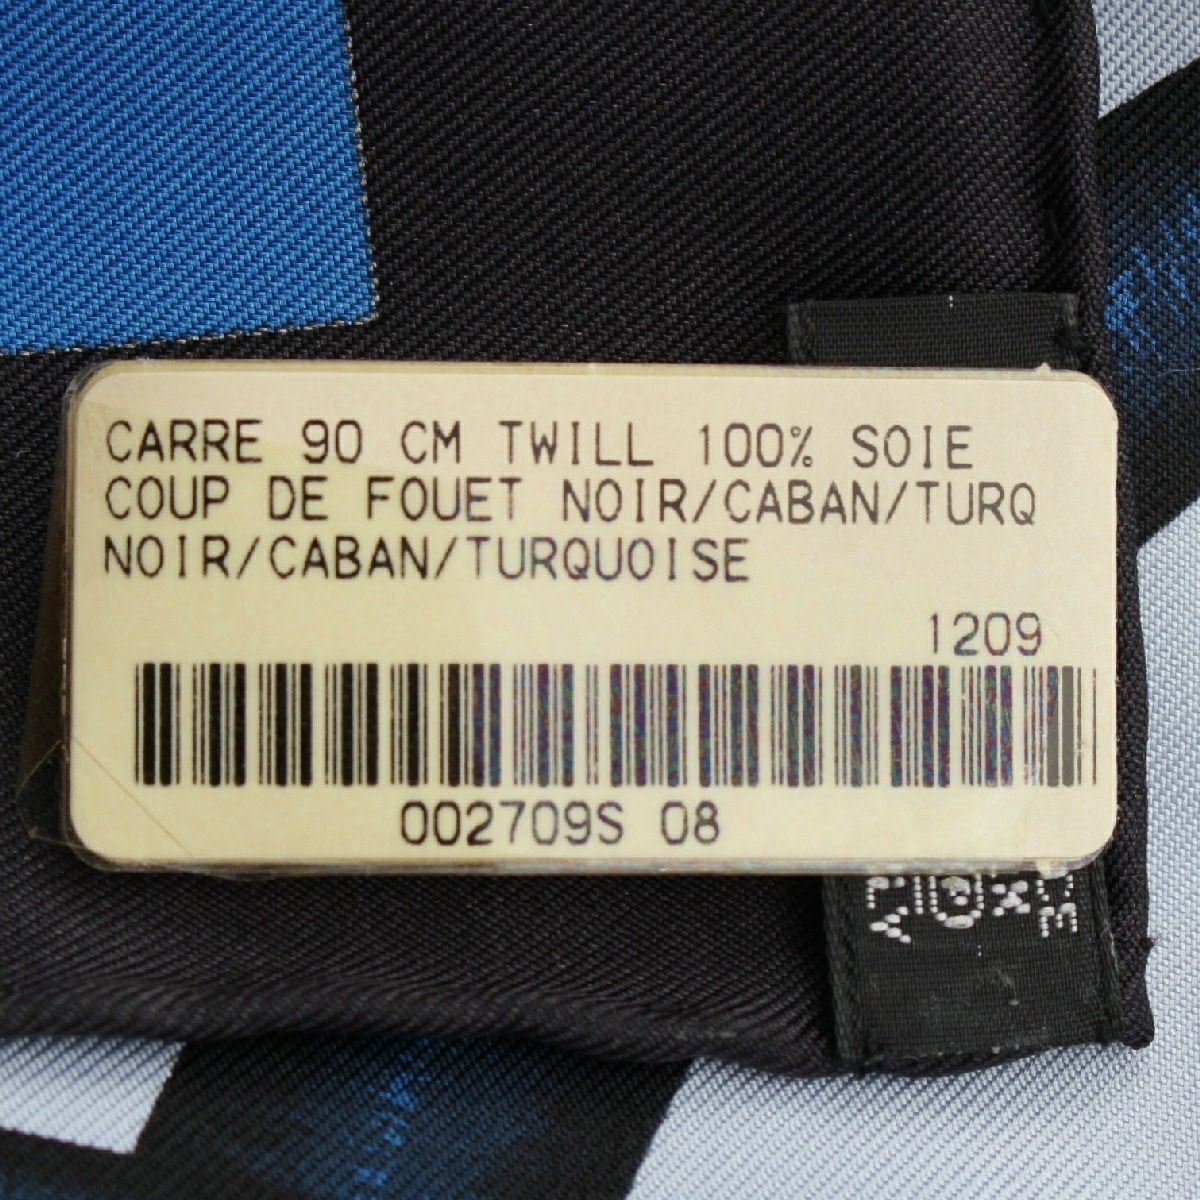 CARRE 90 CM TWILL 100% SOIE
COUP DE FOUET NOIR/CABAN/TURQ
NOIR/CABAN/TURQUOISE
1209
002709S 08